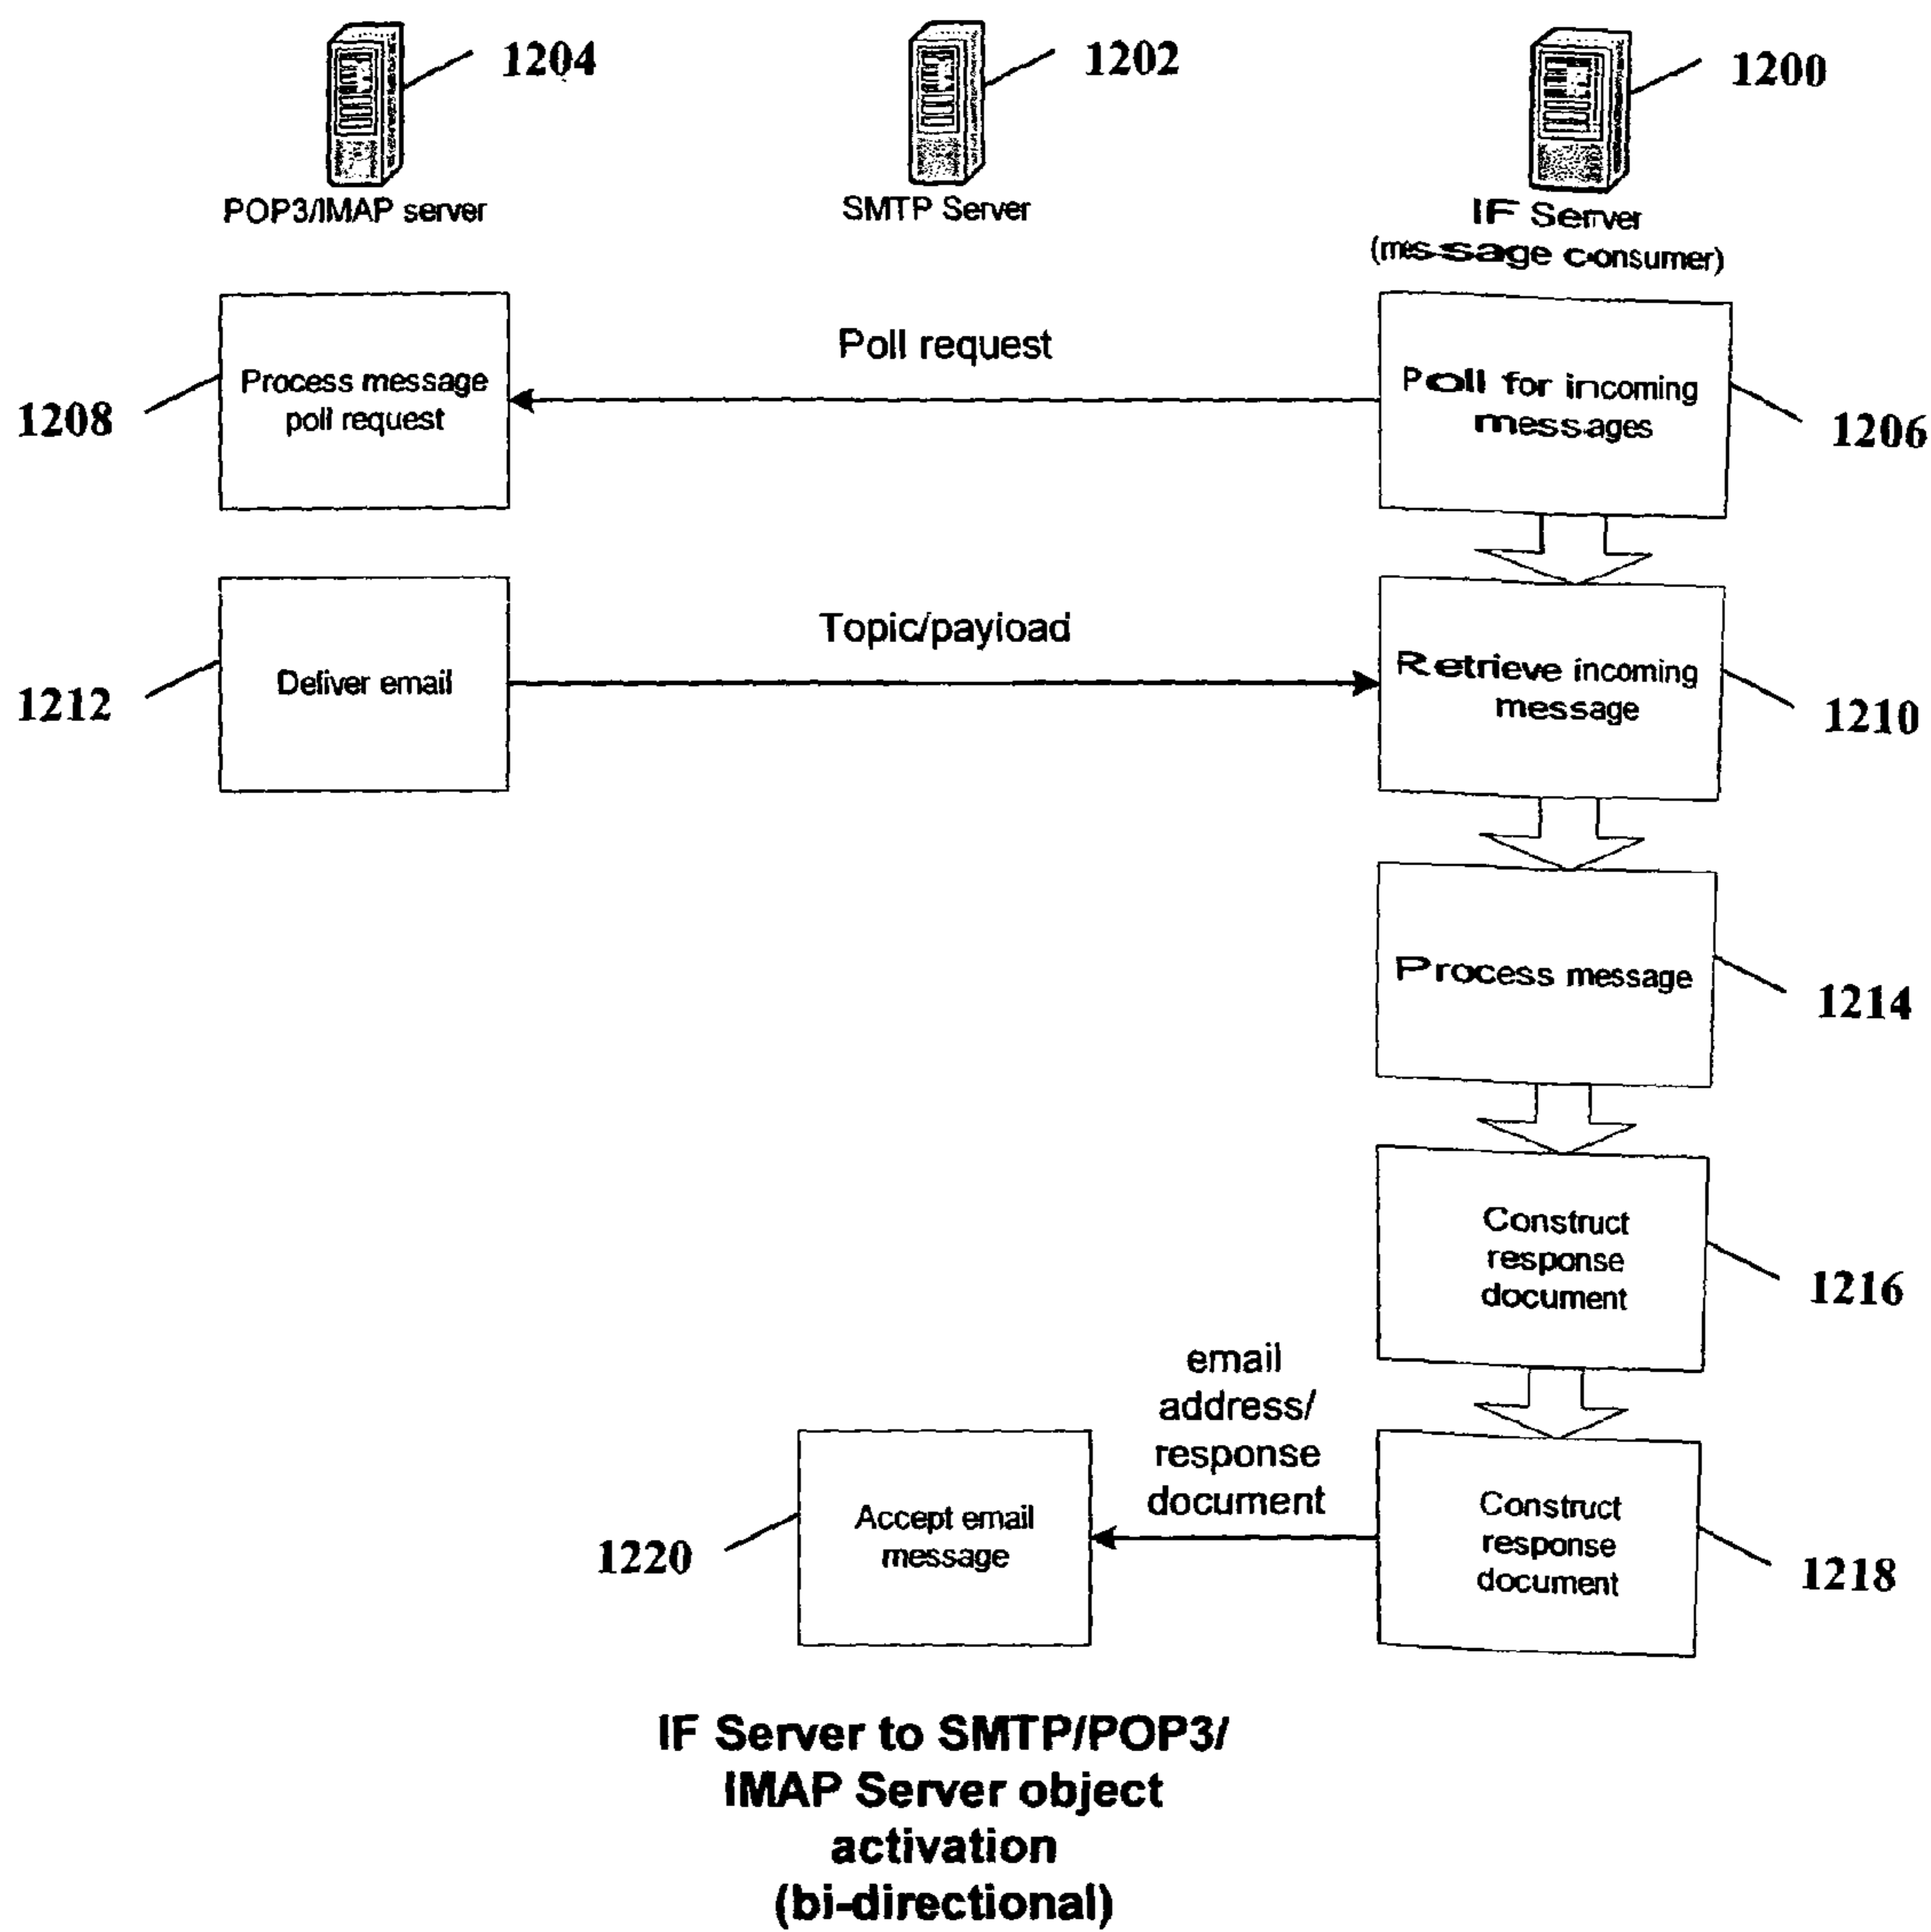 1204
1202
1200
POP3/IMAP server
SMTP Server
IF Server
(message consumer)
Process message
poll request
1208
Poll request
Poll for incoming
messages
1206
Deliver email
1212
Topic/payload
Retrieve incoming
message
1210
Process message
1214
Construct
response
document
1216
email
address/
response
document
Accept email
message
1220
Construct
response
document
1218
IF Server to SMTP/POP3/
IMAP Server object
activation
(bi-directional)